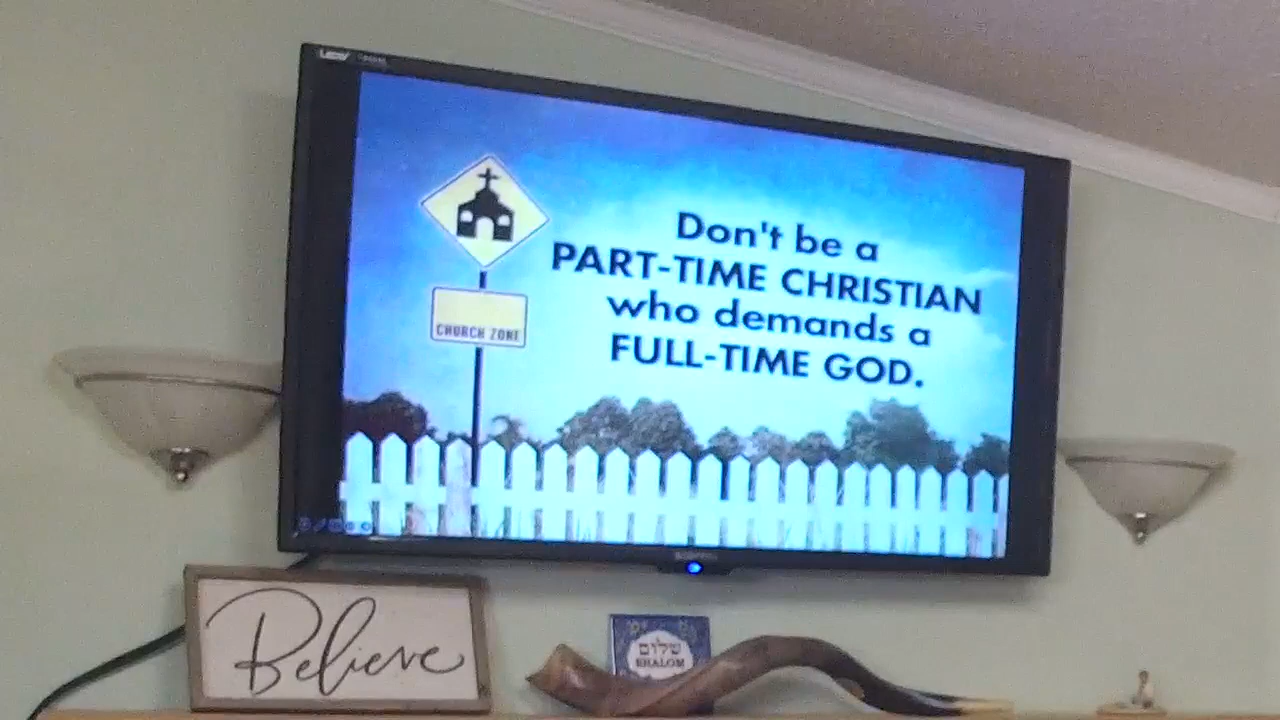 Don't be a
PART-TIME CHRISTIAN
who demands a
FULL-TIME GOD.
CHURCH ZONE
Believe
שלום
SHALOM